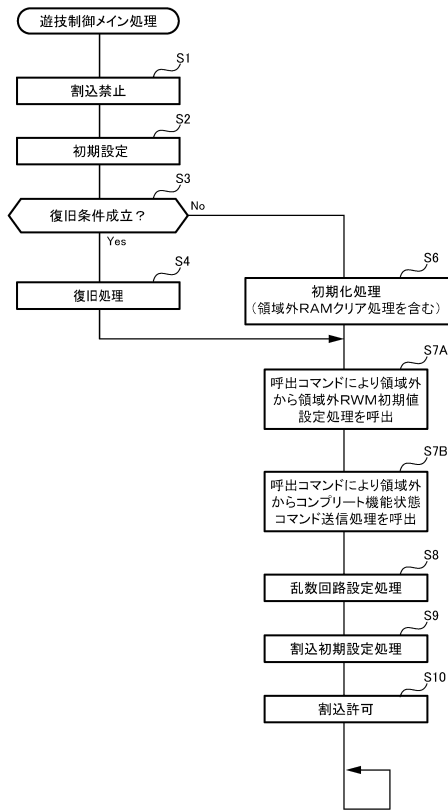 遊技制御メイン処理
S1
割込禁止
S2
初期設定
S3
復旧条件成立？
No
Yes
S4
復旧処理
S6
初期化処理
（領域外RAMクリア処理を含む）
S7A
呼出コマンドにより領域外
から領域外RWM初期値
設定処理を呼出
S7B
呼出コマンドにより領域外
からコンプリート機能状態
コマンド送信処理を呼出
S8
乱数回路設定処理
S9
割込初期設定処理
S10
割込許可